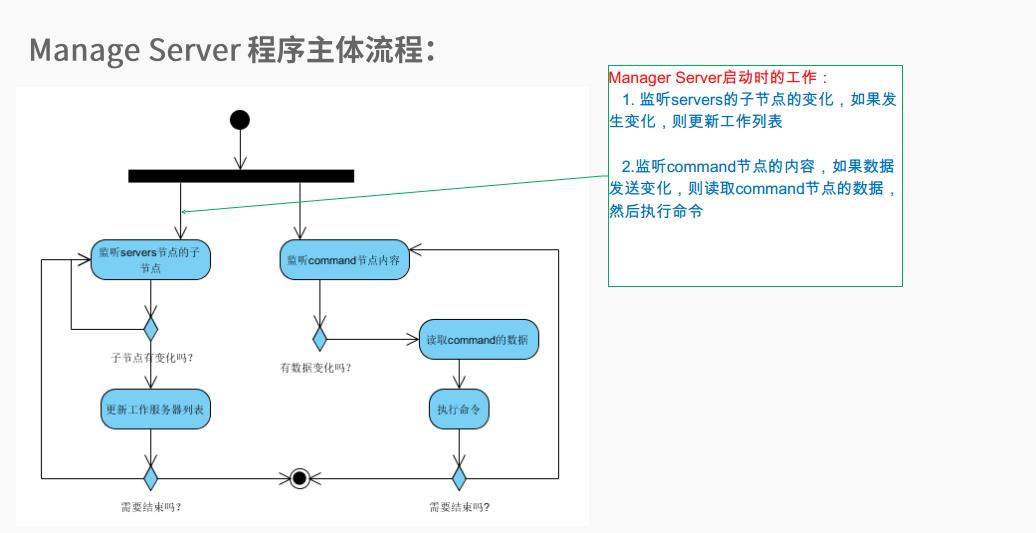 Manage Server 程序主体流程：
Manager Server启动时的工作：
1. 监听servers的子节点的变化，如果发
生变化，则更新工作列表
2.监听command节点的内容，如果数据
发送变化，则读取command节点的数据，
然后执行命令
监听servers节点的子
节点
监听command节点内容
子节点有变化吗？
有数据变化吗？
读取command的数据
更新工作服务器列表
执行命令
需要结束吗？
需要结束吗?